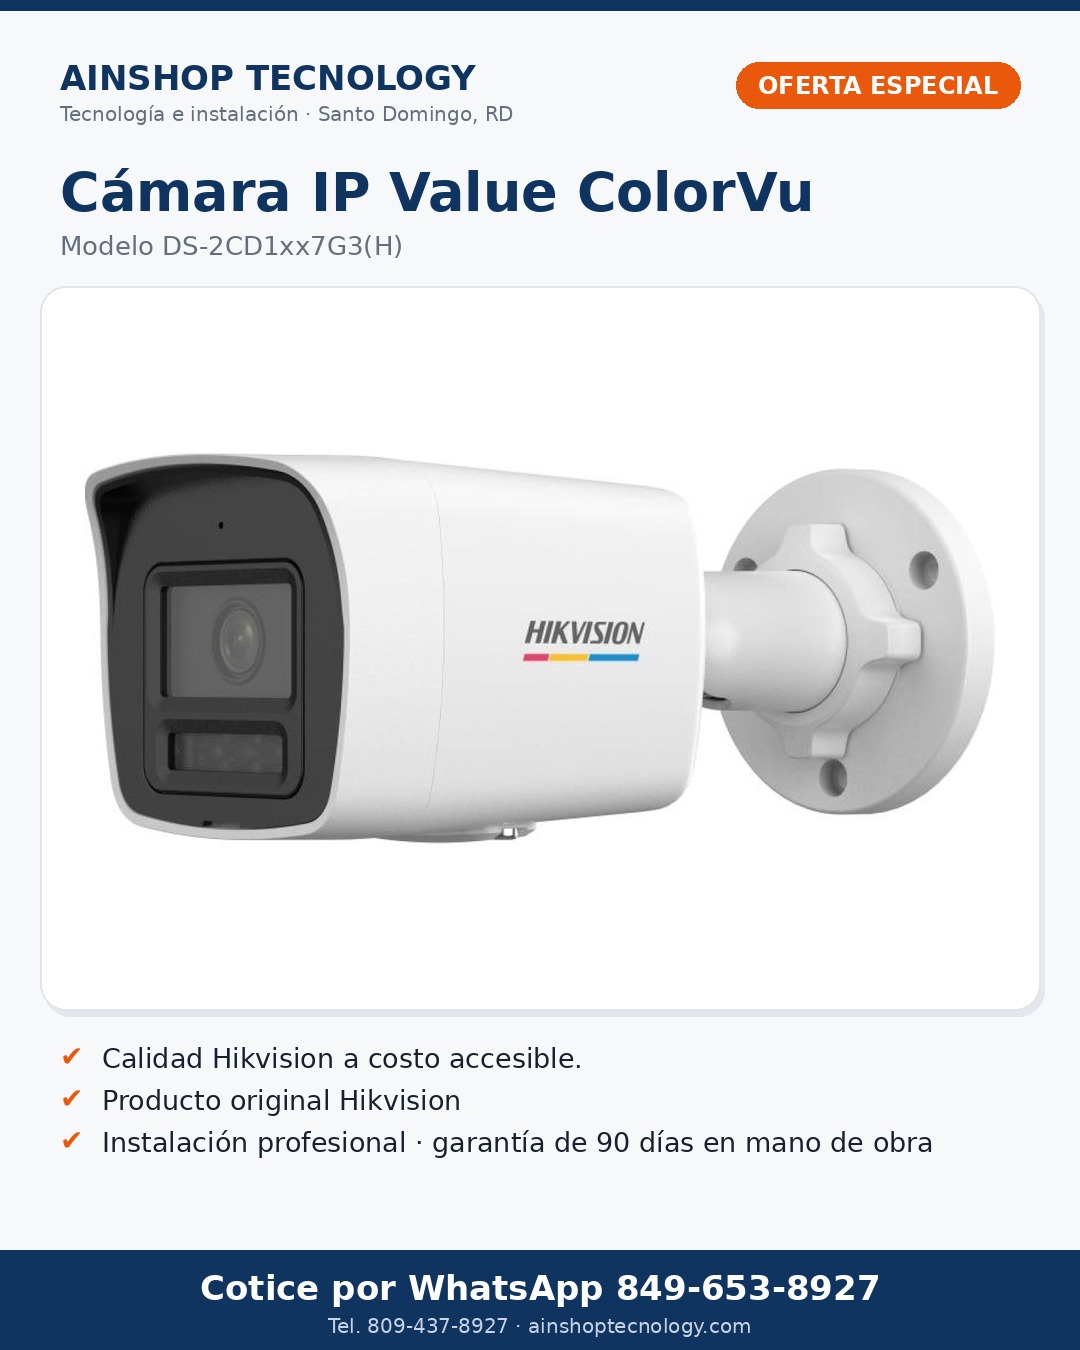 AINSHOP TECNOLOGY
Tecnología e instalación · Santo Domingo, RD
OFERTA ESPECIAL
Cámara IP Value ColorVu
Modelo DS-2CD1xx7G3(H)
HIKVISION
✔ Calidad Hikvision a costo accesible.
✔ Producto original Hikvision
✔ Instalación profesional · garantía de 90 días en mano de obra
Cotice por WhatsApp 849-653-8927
Tel. 809-437-8927 · ainshoptecnology.com